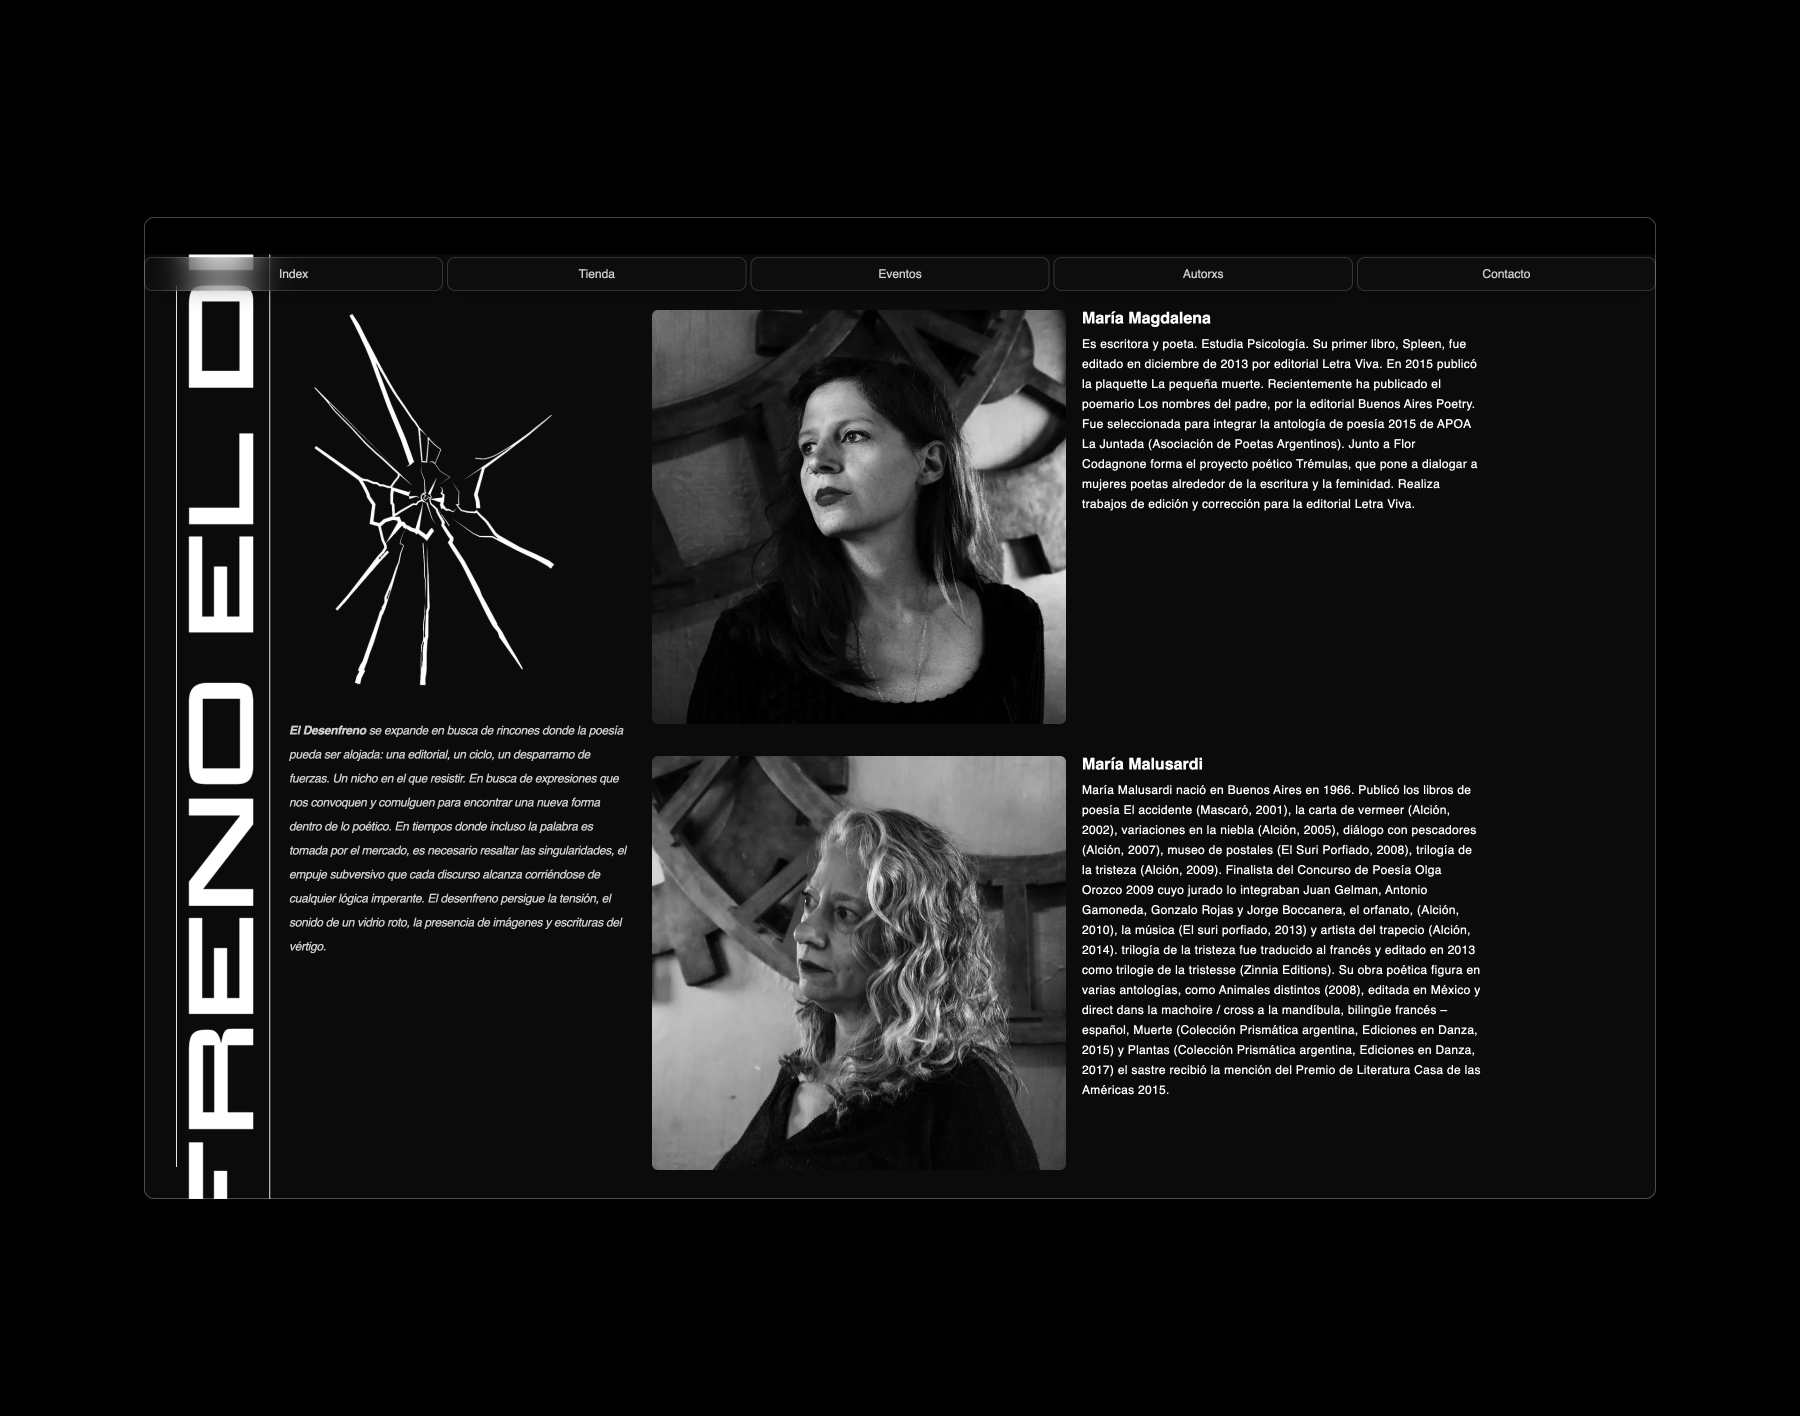 Index
Tienda
Eventos
Autorxs
Contacto
FRENO EL D
El Desenfreno se expande en busca de rincones donde la poesía
pueda ser alojada: una editorial, un ciclo, un desparramo de
fuerzas. Un nicho en el que resistir. En busca de expresiones que
nos convoquen y comulguen para encontrar una nueva forma
dentro de lo poético. En tiempos donde incluso la palabra es
tomada por el mercado, es necesario resaltar las singularidades, el
empuje subversivo que cada discurso alcanza corriéndose de
cualquier lógica imperante. El desenfreno persigue la tensión, el
sonido de un vidrio roto, la presencia de imágenes y escrituras del
vértigo.
María Magdalena
Es escritora y poeta. Estudia Psicología. Su primer libro, Spleen, fue
editado en diciembre de 2013 por editorial Letra Viva. En 2015 publicó
la plaquette La pequeña muerte. Recientemente ha publicado el
poemario Los nombres del padre, por la editorial Buenos Aires Poetry.
Fue seleccionada para integrar la antología de poesía 2015 de APOA
La Juntada (Asociación de Poetas Argentinos). Junto a Flor
Codagnone forma el proyecto poético Trémulas, que pone a dialogar a
mujeres poetas alrededor de la escritura y la feminidad. Realiza
trabajos de edición y corrección para la editorial Letra Viva.
María Malusardi
María Malusardi nació en Buenos Aires en 1966. Publicó los libros de
poesía El accidente (Mascaró, 2001), la carta de vermeer (Alción,
2002), variaciones en la niebla (Alción, 2005), diálogo con pescadores
(Alción, 2007), museo de postales (El Suri Porfiado, 2008), trilogía de
la tristeza (Alción, 2009). Finalista del Concurso de Poesía Olga
Orozco 2009 cuyo jurado lo integraban Juan Gelman, Antonio
Gamoneda, Gonzalo Rojas y Jorge Boccanera, el orfanato, (Alción,
2010), la música (El suri porfiado, 2013) y artista del trapecio (Alción,
2014). trilogía de la tristeza fue traducido al francés y editado en 2013
como trilogie de la tristesse (Zinnia Editions). Su obra poética figura en
varias antologías, como Animales distintos (2008), editada en México y
direct dans la machoire / cross a la mandíbula, bilingüe francés –
español, Muerte (Colección Prismática argentina, Ediciones en Danza,
2015) y Plantas (Colección Prismática argentina, Ediciones en Danza,
2017) el sastre recibió la mención del Premio de Literatura Casa de las
Américas 2015.